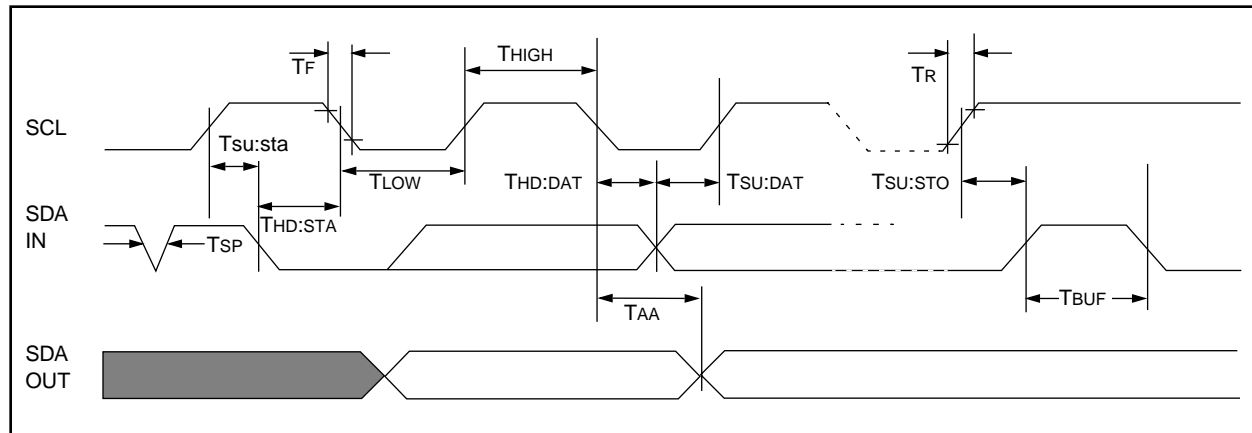 TF
THIGH
TR
SCL
Tsu:sta
TLOW
THD:DAT
TSU:DAT
TSU:STO
SDA
IN
TSP
THD:STA
TAA
TBUF
SDA
OUT